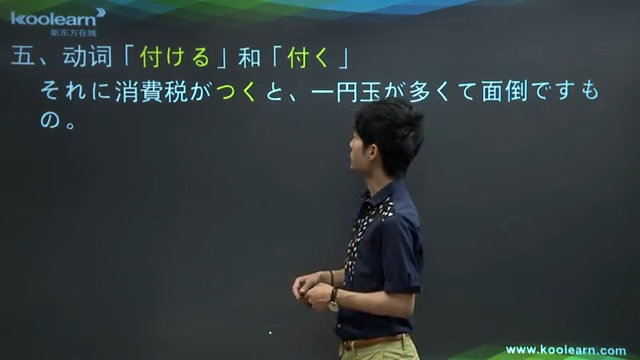 koolearn
新东方在线
五、动词「付ける」和「付く」
それに消費税がつくと、一円玉が多くて面倒ですも
の。
www.koolearn.com